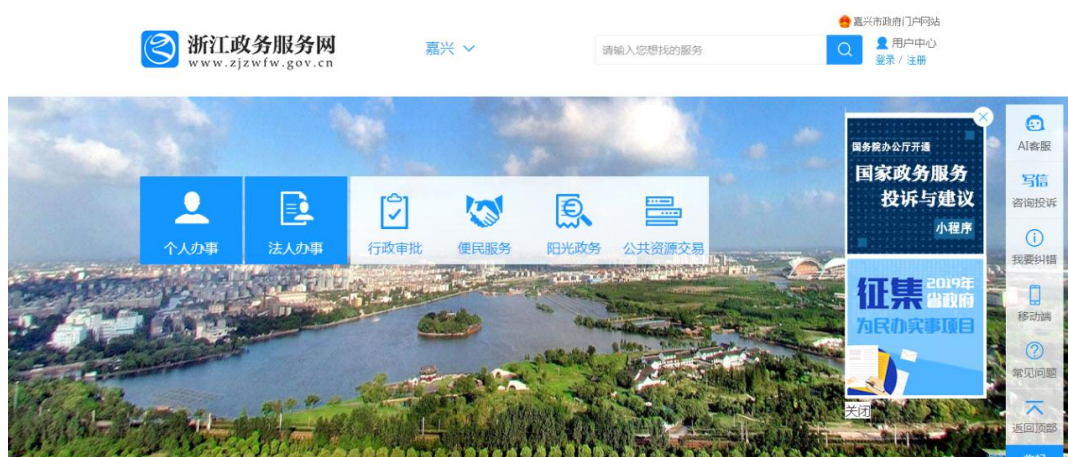 嘉兴市政府门户网站
浙江政务服务网
www.zjzwfw.gov.cn
嘉兴
请输入您想找的服务
用户中心
登录 / 注册
个人办事
法人办事
行政审批
便民服务
阳光政务
公共资源交易
国务院办公厅开通
国家政务服务
投诉与建议
小程序
征集 2019年
省政府
为民办实事项目
关闭
AI客服
写信
咨询投诉
我要纠错
移动端
常见问题
返回顶部